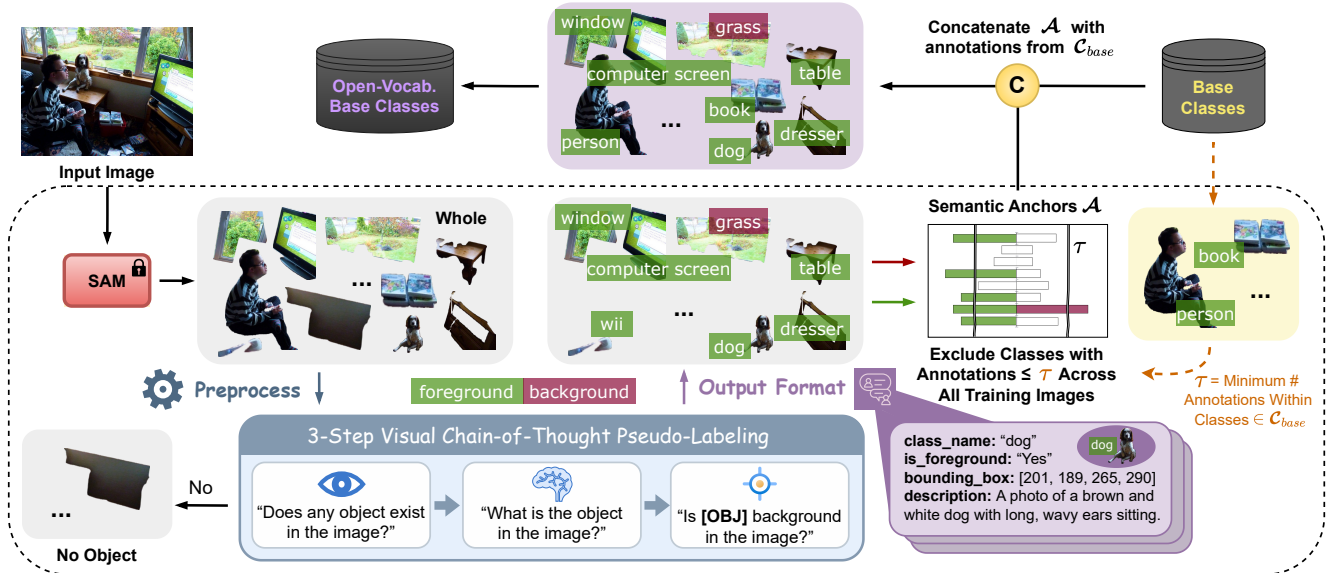 window
grass
computer screen
table
book
person
...
dog
dresser
Open-Vocab.
Base Classes
Concatenate 𝒜 with
annotations from 𝒞base
C
Base
Classes
Input Image
SAM
Whole
...
window
grass
computer screen
table
wii
...
dog
dresser
Semantic Anchors 𝒜
τ
Exclude Classes with
Annotations ≤ τ Across
All Training Images
book
...
person
τ = Minimum #
Annotations Within
Classes ∈ 𝒞base
Preprocess
foreground
background
Output Format
3-Step Visual Chain-of-Thought Pseudo-Labeling
“Does any object exist
in the image?”
“What is the object
in the image?”
“Is [OBJ] background
in the image?”
No
...
No Object
class_name: “dog”
is_foreground: “Yes”
bounding_box: [201, 189, 265, 290]
description: A photo of a brown and
white dog with long, wavy ears sitting.
dog